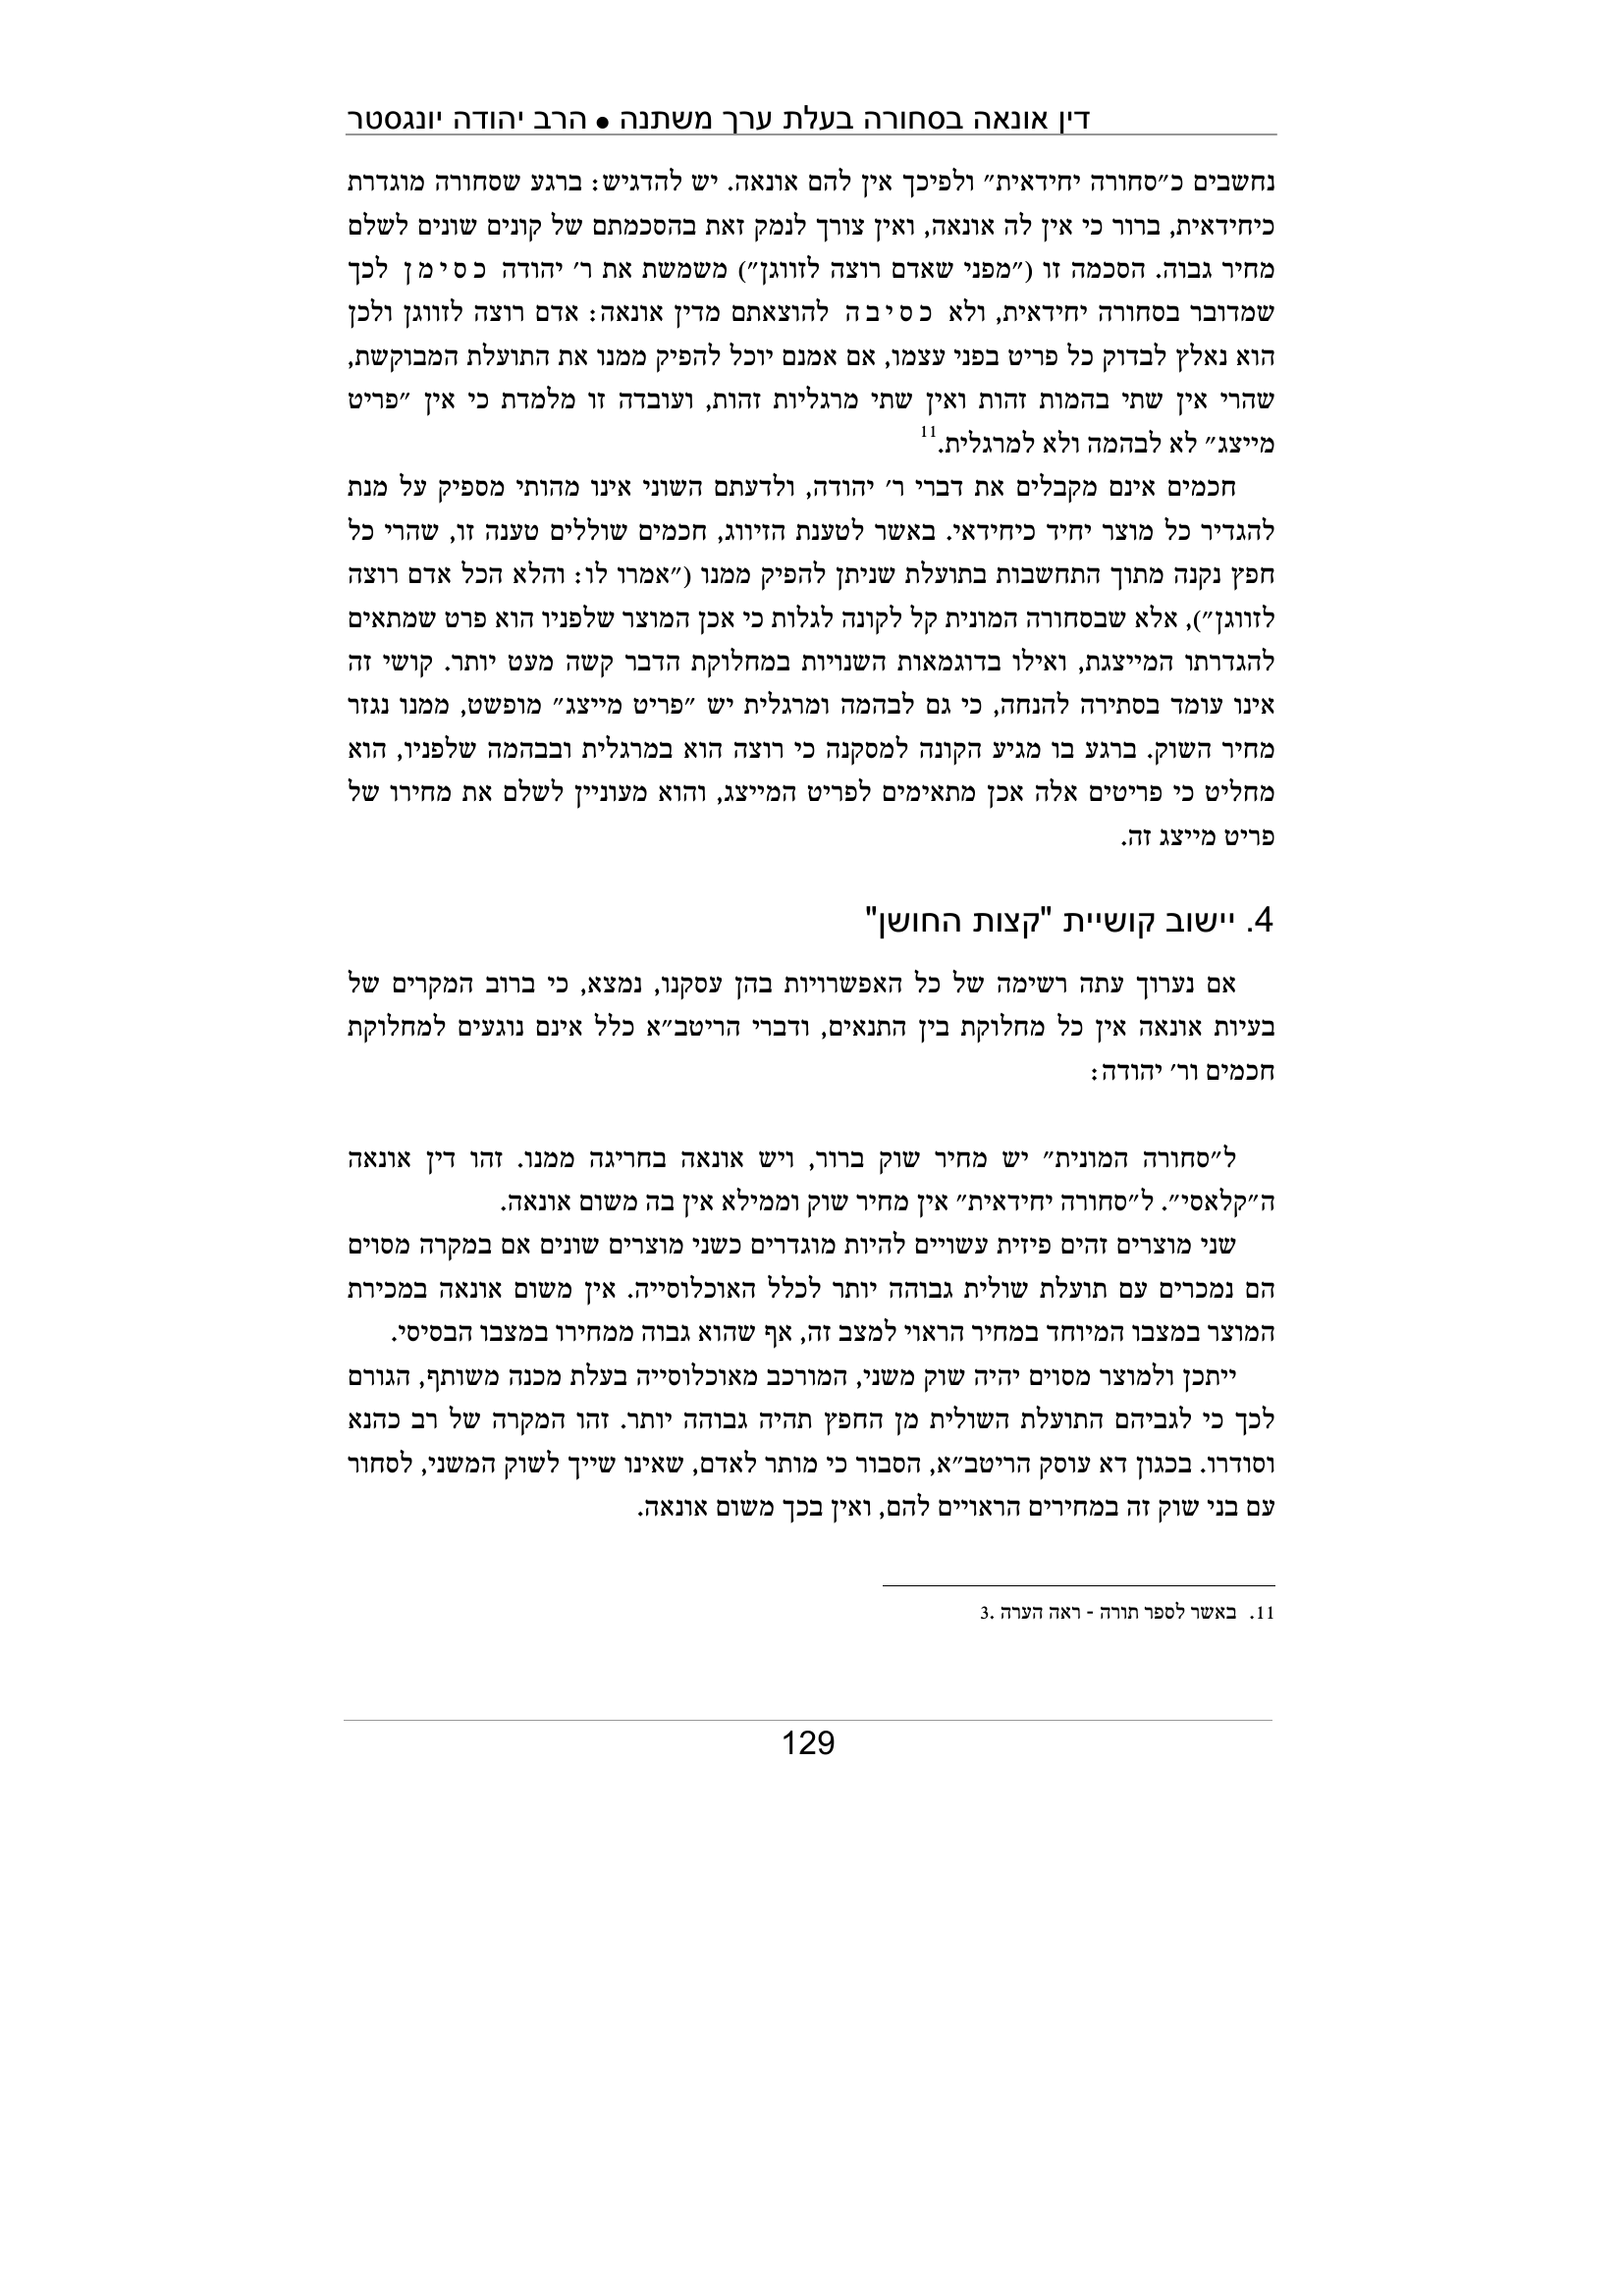 דין אונאה בסחורה בעלת ערך משתנה ● הרב יהודה יונגסטר
נחשבים כ״סחורה יחידאית״ ולפיכך אין להם אונאה. יש להדגיש: ברגע שסחורה מוגדרת
כיחידאית, ברור כי אין לה אונאה, ואין צורך לנמק זאת בהסכמתם של קונים שונים לשלם
מחיר גבוה. הסכמה זו (״מפני שאדם רוצה לזווגן״) משמשת את ר׳ יהודה כ ס י מ ן לכך
שמדובר בסחורה יחידאית, ולא כ ס י ב ה להוצאתם מדין אונאה: אדם רוצה לזווגן ולכן
הוא נאלץ לבדוק כל פריט בפני עצמו, אם אמנם יוכל להפיק ממנו את התועלת המבוקשת,
שהרי אין שתי בהמות זהות ואין שתי מרגליות זהות, ועובדה זו מלמדת כי אין ״פריט
מייצג״ לא לבהמה ולא למרגלית.11
חכמים אינם מקבלים את דברי ר׳ יהודה, ולדעתם השוני אינו מהותי מספיק על מנת
להגדיר כל מוצר יחיד כיחידאי. באשר לטענת הזיווג, חכמים שוללים טענה זו, שהרי כל
חפץ נקנה מתוך התחשבות בתועלת שניתן להפיק ממנו (״אמרו לו: והלא הכל אדם רוצה
לזווגן״), אלא שבסחורה המונית קל לקונה לגלות כי אכן המוצר שלפניו הוא פרט שמתאים
להגדרתו המייצגת, ואילו בדוגמאות השנויות במחלוקת הדבר קשה מעט יותר. קושי זה
אינו עומד בסתירה להנחה, כי גם לבהמה ומרגלית יש ״פריט מייצג״ מופשט, ממנו נגזר
מחיר השוק. ברגע בו מגיע הקונה למסקנה כי רוצה הוא במרגלית ובבהמה שלפניו, הוא
מחליט כי פריטים אלה אכן מתאימים לפריט המייצג, והוא מעוניין לשלם את מחירו של
פריט מייצג זה.
4. יישוב קושיית "קצות החושן"
אם נערוך עתה רשימה של כל האפשרויות בהן עסקנו, נמצא, כי ברוב המקרים של
בעיות אונאה אין כל מחלוקת בין התנאים, ודברי הריטב״א כלל אינם נוגעים למחלוקת
חכמים ור׳ יהודה:
ל״סחורה המונית״ יש מחיר שוק ברור, ויש אונאה בחריגה ממנו. זהו דין אונאה
ה״קלאסי״. ל״סחורה יחידאית״ אין מחיר שוק וממילא אין בה משום אונאה.
שני מוצרים זהים פיזית עשויים להיות מוגדרים כשני מוצרים שונים אם במקרה מסוים
הם נמכרים עם תועלת שולית גבוהה יותר לכלל האוכלוסייה. אין משום אונאה במכירת
המוצר במצבו המיוחד במחיר הראוי למצב זה, אף שהוא גבוה ממחירו במצבו הבסיסי.
ייתכן ולמוצר מסוים יהיה שוק משני, המורכב מאוכלוסייה בעלת מכנה משותף, הגורם
לכך כי לגביהם התועלת השולית מן החפץ תהיה גבוהה יותר. זהו המקרה של רב כהנא
וסודרו. בכגון דא עוסק הריטב״א, הסבור כי מותר לאדם, שאינו שייך לשוק המשני, לסחור
עם בני שוק זה במחירים הראויים להם, ואין בכך משום אונאה.
11. באשר לספר תורה - ראה הערה 3.
129